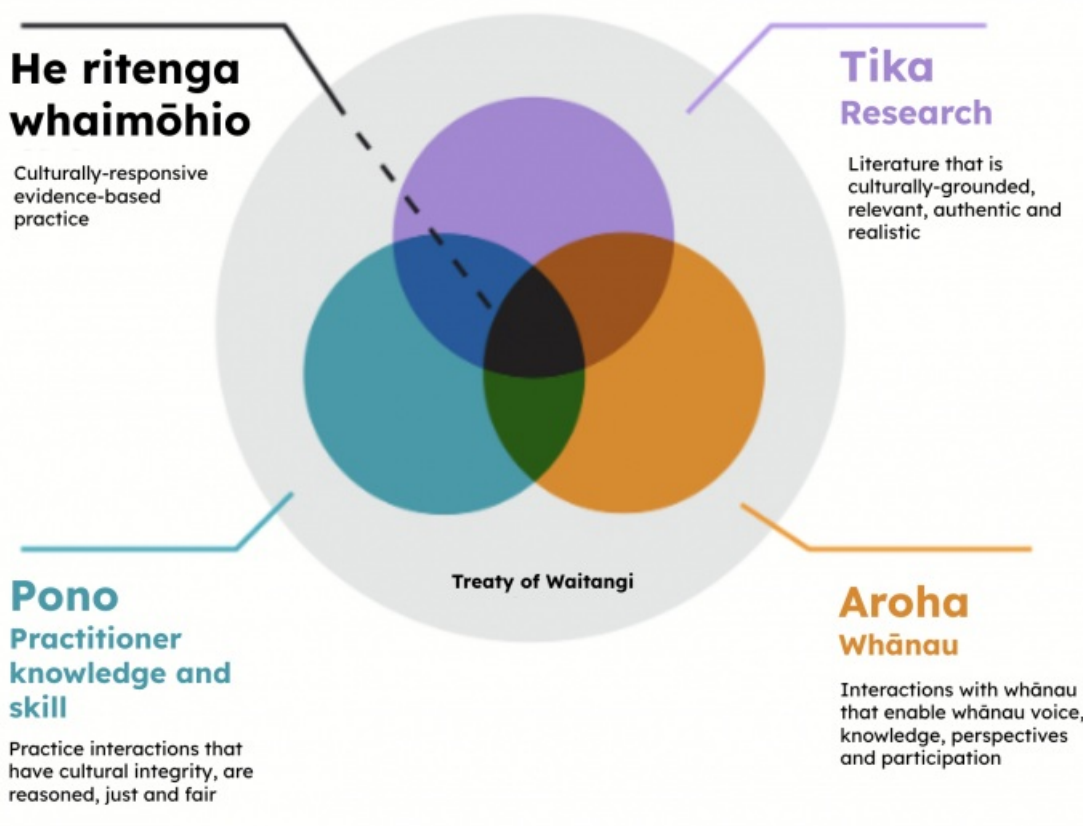 He ritenga
whaimōhio
Culturally-responsive
evidence-based
practice
Tika
Research
Literature that is
culturally-grounded,
relevant, authentic and
realistic
Treaty of Waitangi
Pono
Practitioner
knowledge and
skill
Practice interactions that
have cultural integrity, are
reasoned, just and fair
Aroha
Whānau
Interactions with whānau
that enable whānau voice,
knowledge, perspectives
and participation